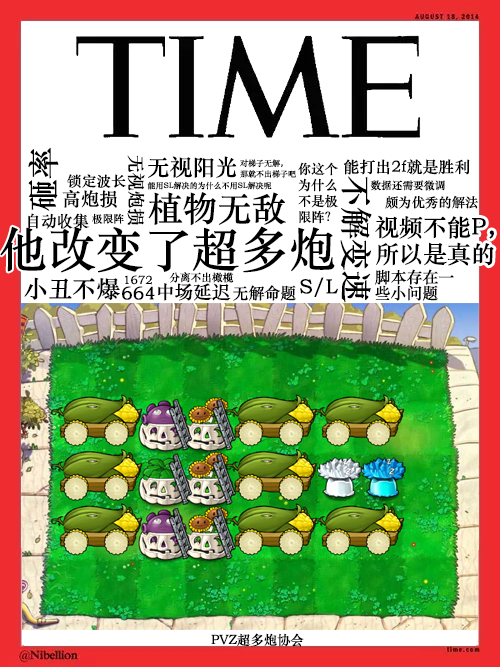 AUGUST 18, 2014
TIME
砸率
锁定波长
高炮损
自动收集
极限阵
无视炮损
无视阳光
对梯子无解，
那就不出梯子吧
能用SL解决的为什么不用SL解决呢
植物无敌
你这个
为什么
不是极
限阵？
能打出2f就是胜利
数据还需要微调
颇为优秀的解法
不解变速
视频不能P，
所以是真的
他改变了超多炮
小丑不爆
1672
664
分离不出橄榄
中场延迟
无解命题
S/L
脚本存在一
些小问题
PVZ超多炮协会
@Nibellion
time.com